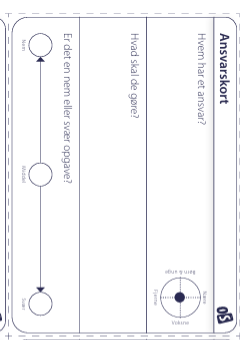 Ansvarskort
Hvem har et ansvar?
Børn & unge
Voksne
Hvad skal de gøre?
Er det en nem eller svær opgave?
Nem
Middel
Svær